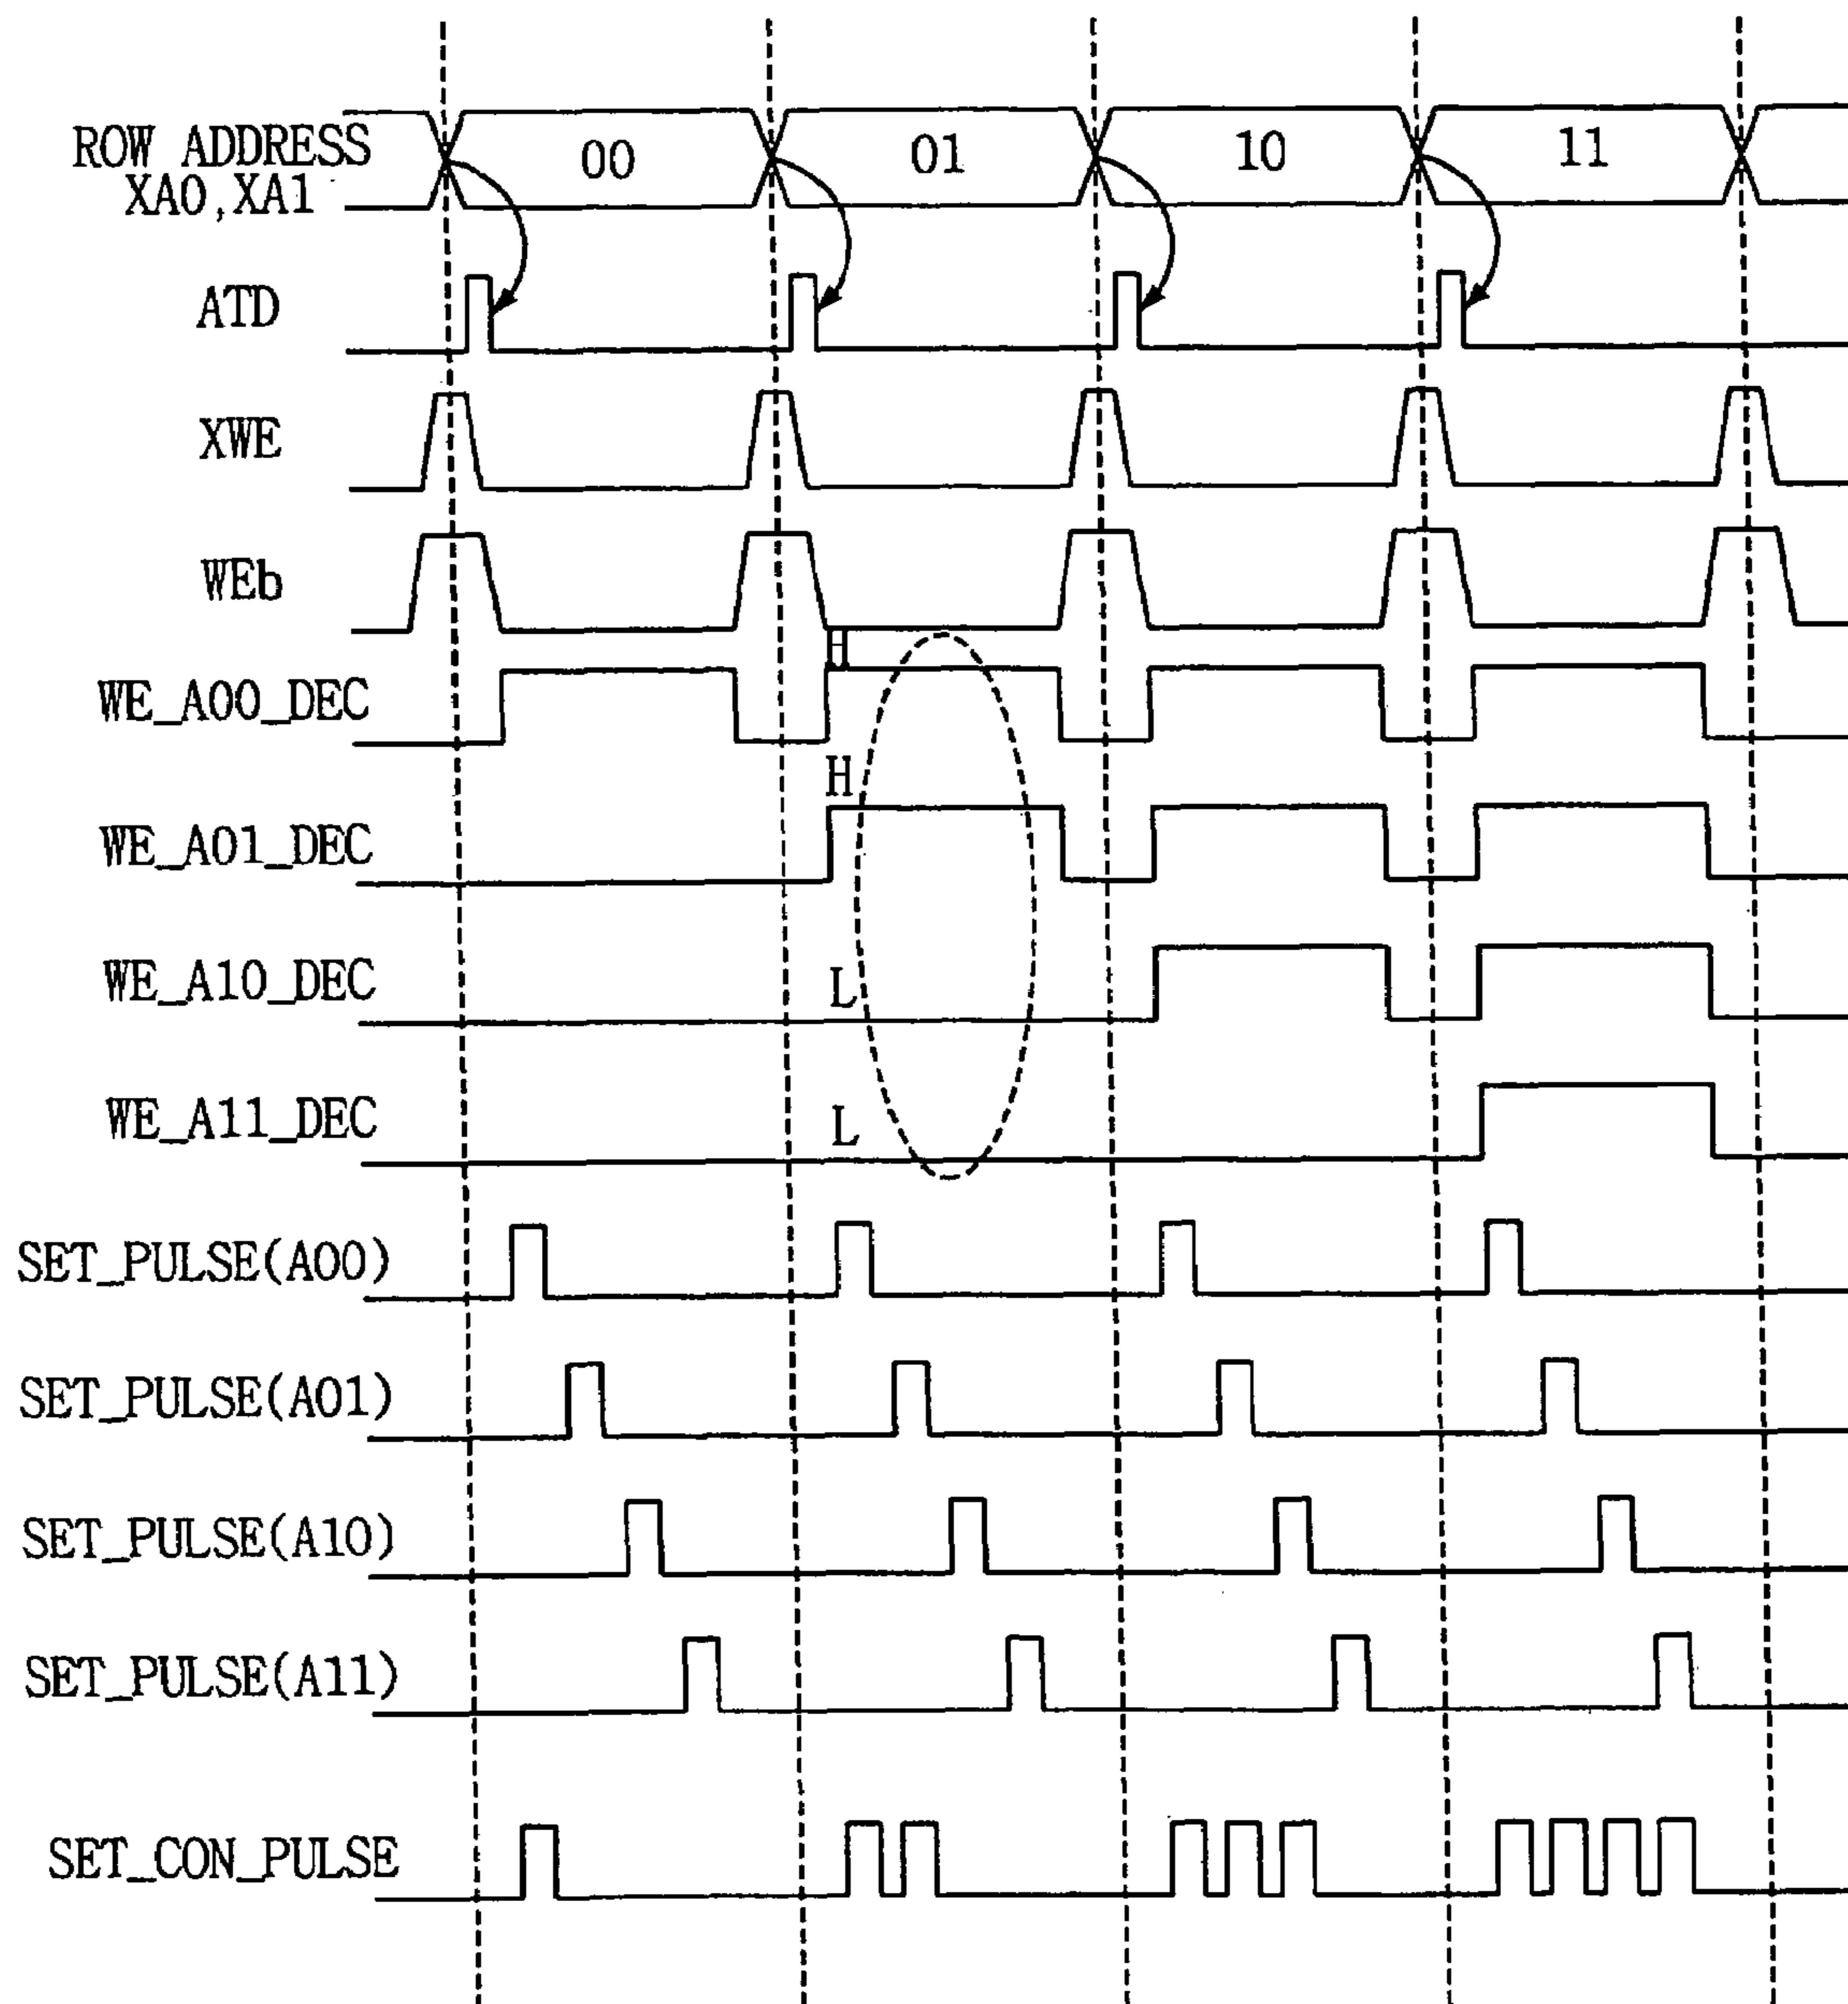 ROW ADDRESS
XA0,XA1
00
01
10
11
ATD
XWE
WEb
H
WE_A00_DEC
H
WE_A01_DEC
L
WE_A10_DEC
L
WE_A11_DEC
SET_PULSE(A00)
SET_PULSE(A01)
SET_PULSE(A10)
SET_PULSE(A11)
SET_CON_PULSE